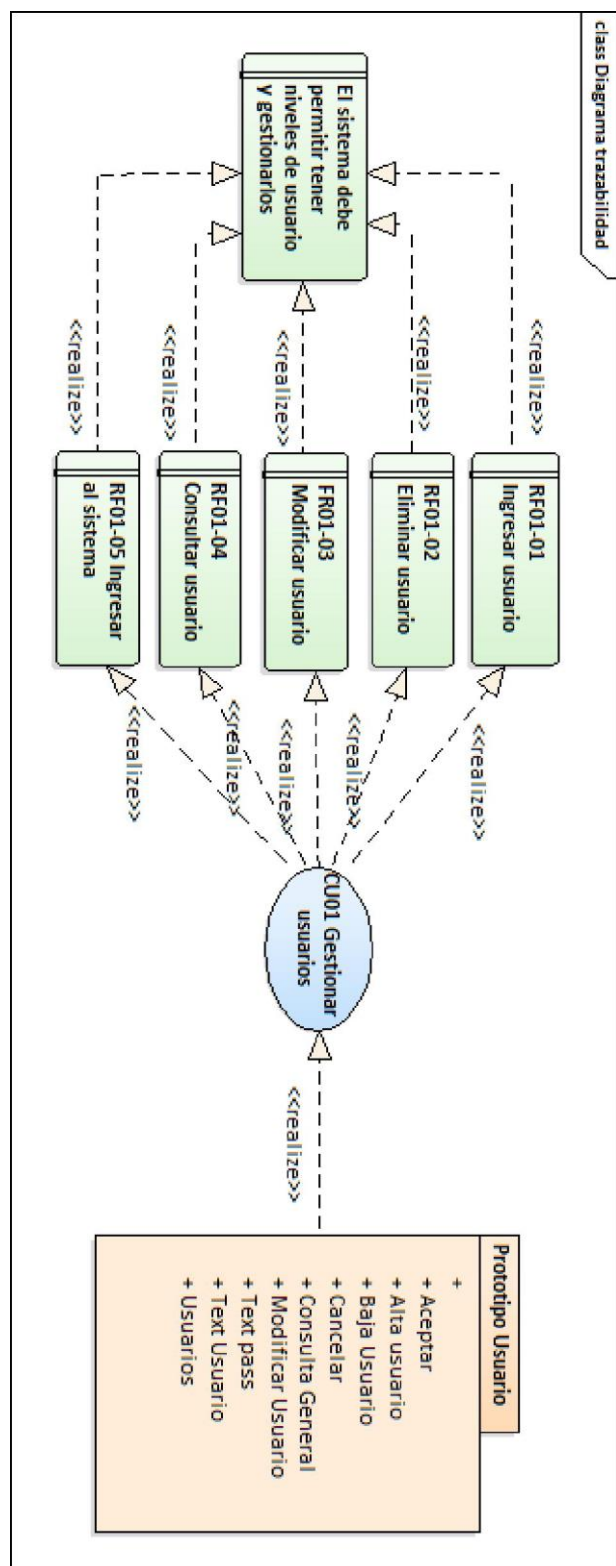 class Diagrama trazabilidad
El sistema debe
permitir tener
niveles de usuario
y gestionarlos
<<realize>>
<<realize>>
<<realize>>
<<realize>>
<<realize>>
RF01-01
Ingresar usuario
RF01-02
Eliminar usuario
FR01-03
Modificar usuario
RF01-04
Consultar usuario
RF01-05 Ingresar
al sistema
<<realize>>
<<realize>>
<<realize>>
<<realize>>
<<realize>>
CU01 Gestionar
usuarios
<<realize>>
Prototipo Usuario
+
+ Aceptar
+ Alta usuario
+ Baja Usuario
+ Cancelar
+ Consulta General
+ Modificar Usuario
+ Text pass
+ Text Usuario
+ Usuarios